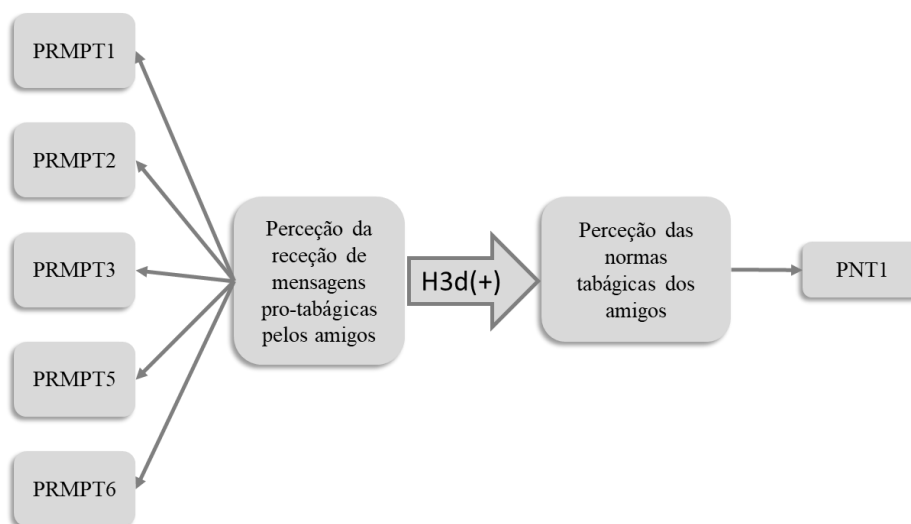 PRMPT1
PRMPT2
PRMPT3
PRMPT5
PRMPT6
Perceção da
receção de
mensagens
pro-tabágicas
pelos amigos
H3d(+)
Perceção das
normas
tabágicas dos
amigos
PNT1